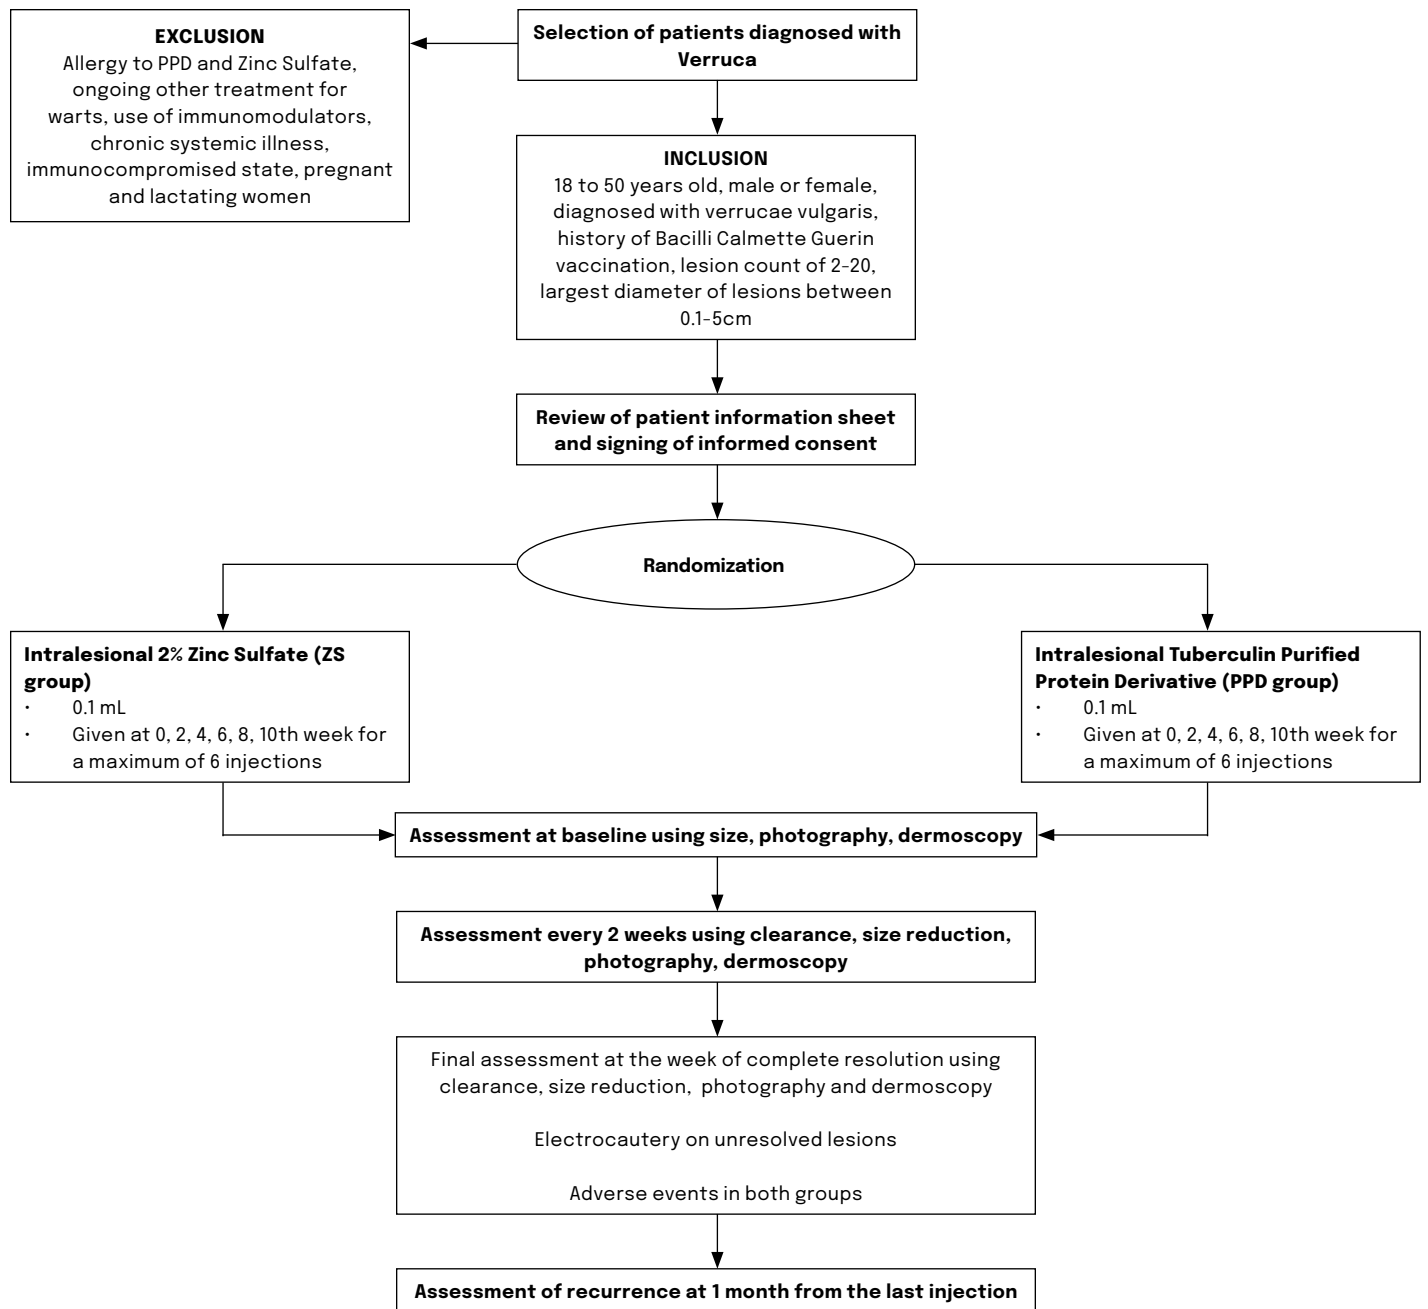 EXCLUSION
Allergy to PPD and Zinc Sulfate,
ongoing other treatment for
warts, use of immunomodulators,
chronic systemic illness,
immunocompromised state, pregnant
and lactating women
Selection of patients diagnosed with
Verruca
INCLUSION
18 to 50 years old, male or female,
diagnosed with verrucae vulgaris,
history of Bacilli Calmette Guerin
vaccination, lesion count of 2-20,
largest diameter of lesions between
0.1-5cm
Review of patient information sheet
and signing of informed consent
Randomization
Intralesional 2% Zinc Sulfate (ZS
group)
· 0.1 mL
· Given at 0, 2, 4, 6, 8, 10th week for
a maximum of 6 injections
Intralesional Tuberculin Purified
Protein Derivative (PPD group)
· 0.1 mL
· Given at 0, 2, 4, 6, 8, 10th week for
a maximum of 6 injections
Assessment at baseline using size, photography, dermoscopy
Assessment every 2 weeks using clearance, size reduction,
photography, dermoscopy
Final assessment at the week of complete resolution using
clearance, size reduction, photography and dermoscopy
Electrocautery on unresolved lesions
Adverse events in both groups
Assessment of recurrence at 1 month from the last injection